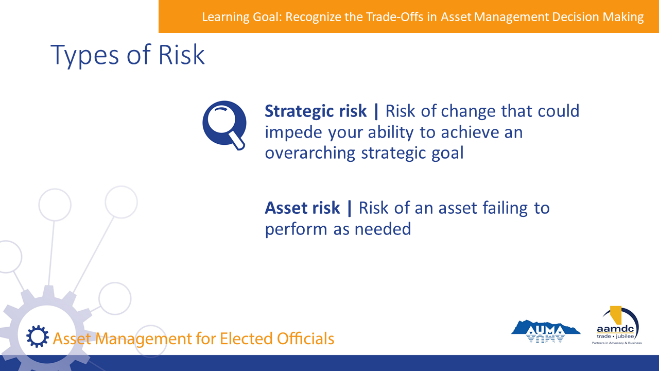 Learning Goal: Recognize the Trade-Offs in Asset Management Decision Making
Types of Risk
Strategic risk | Risk of change that could
impede your ability to achieve an
overarching strategic goal
Asset risk | Risk of an asset failing to
perform as needed
Asset Management for Elected Officials
AUMA
aamdc
trade • jubilee